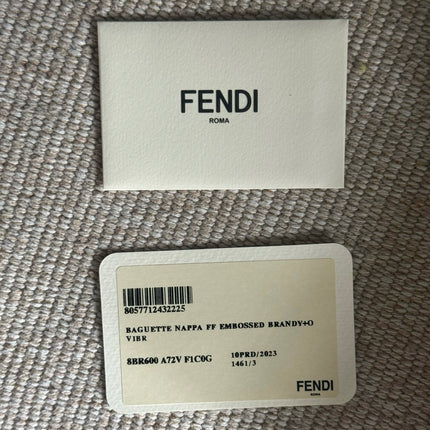 FENDI
ROMA
8057712432225
BAGUETTE NAPPA FF EMBOSSED BRANDY+O
VIBR
8BR600 A72V F1C0G
10PRD/2023
1461/3
FENDI
ROMA